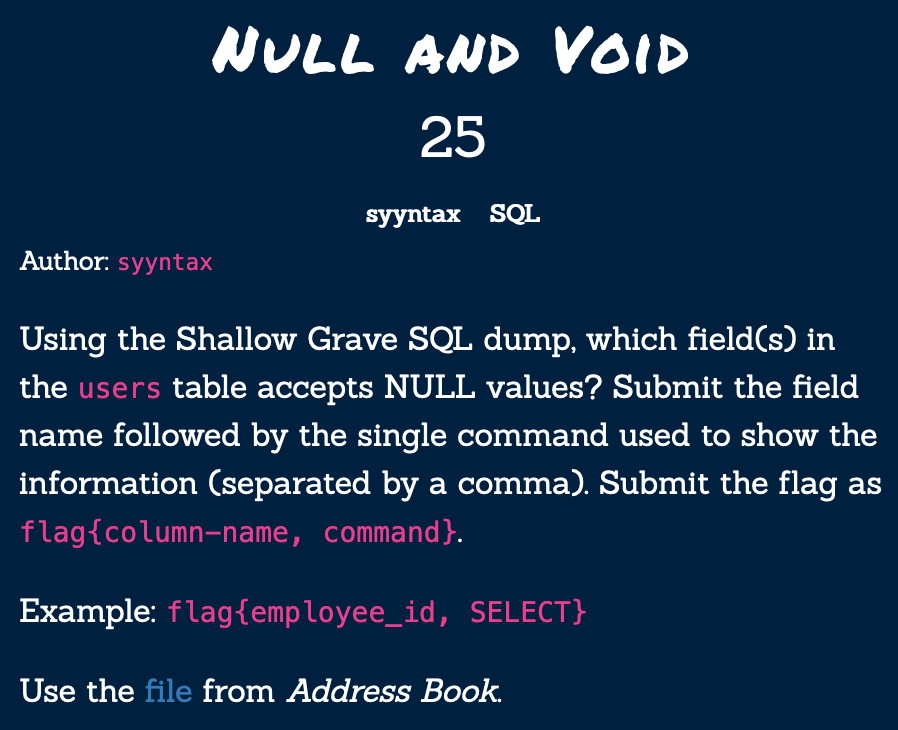 Null and Void
25
syyntax SQL
Author: syyntax
Using the Shallow Grave SQL dump, which field(s) in
the users table accepts NULL values? Submit the field
name followed by the single command used to show the
information (separated by a comma). Submit the flag as
flag{column-name, command}.
Example: flag{employee_id, SELECT}
Use the file from Address Book.